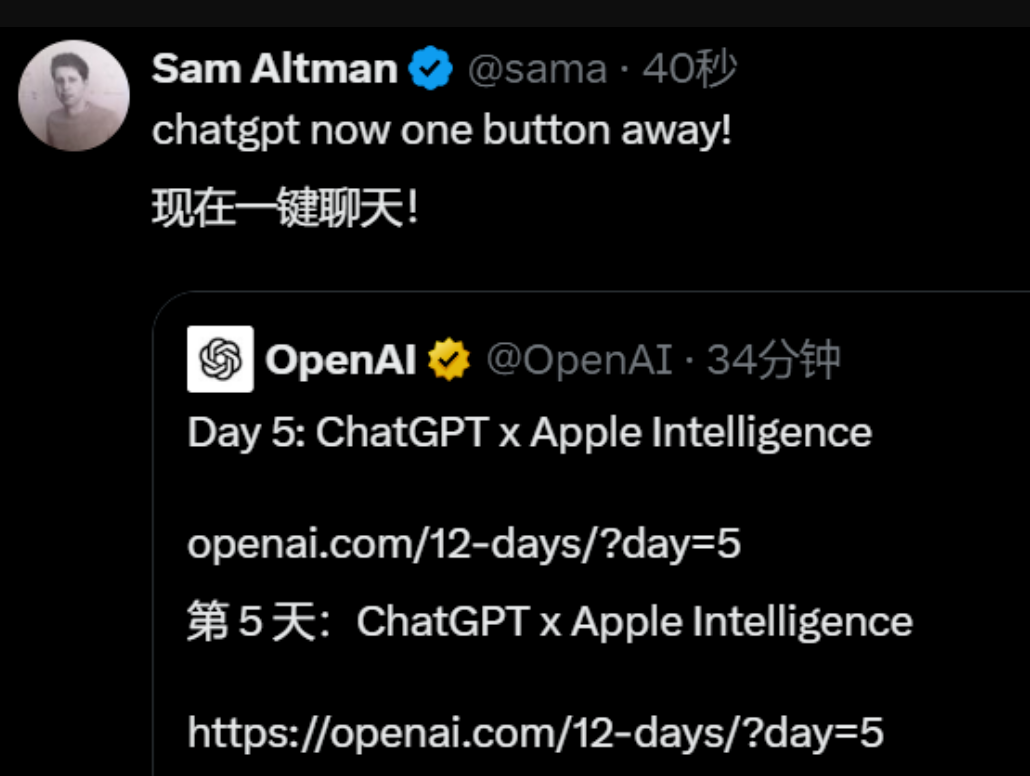 Sam Altman @sama · 40秒
chatgpt now one button away!
现在一键聊天！
OpenAI @OpenAI · 34分钟
Day 5: ChatGPT x Apple Intelligence
openai.com/12-days/?day=5
第 5 天：ChatGPT x Apple Intelligence
https://openai.com/12-days/?day=5